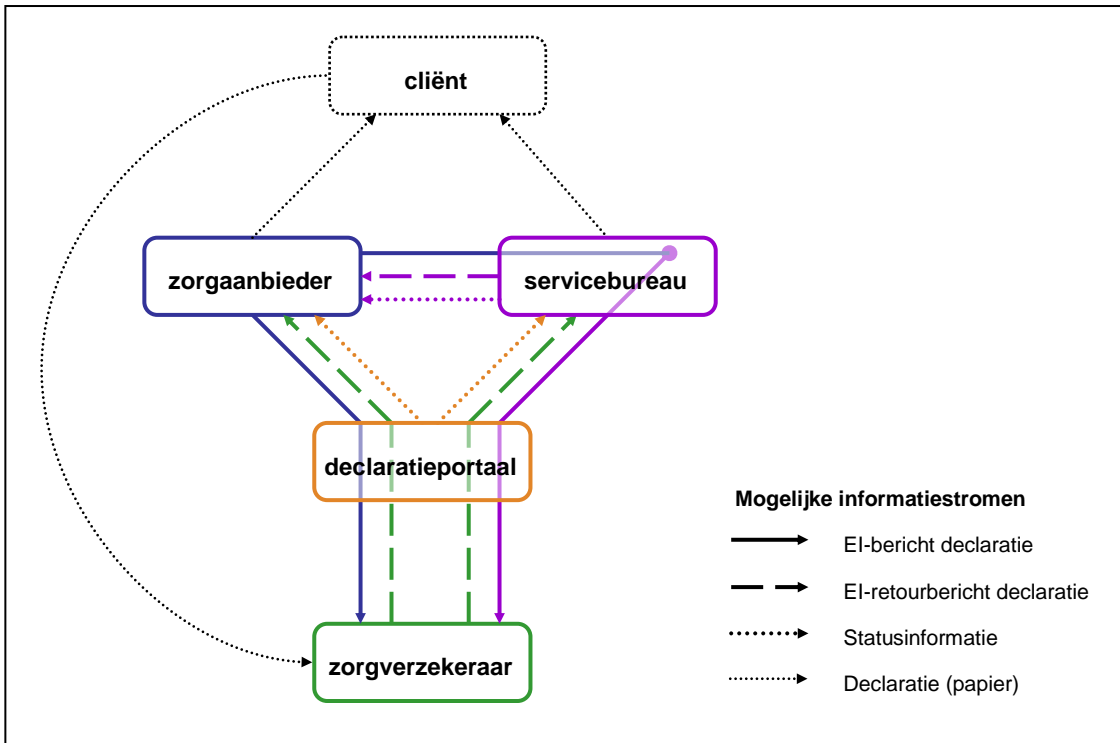 cliënt
zorgaanbieder
servicebureau
declaratieportaal
zorgverzekeraar
Mogelijke informatiestromen
EI-bericht declaratie
EI-retourbericht declaratie
Statusinformatie
Declaratie (papier)